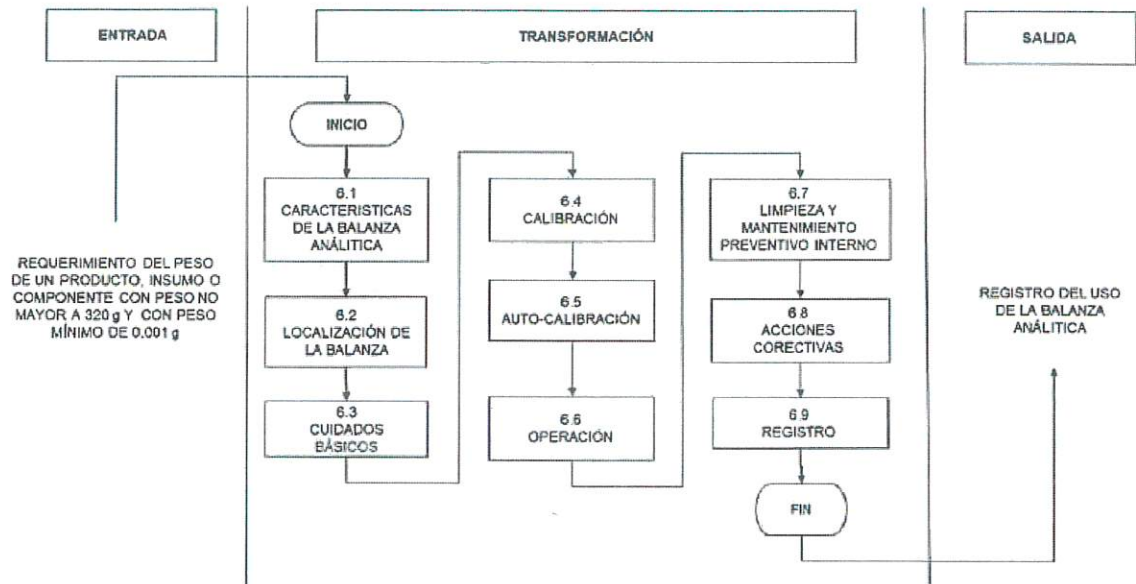 ENTRADA
TRANSFORMACIÓN
SALIDA
REQUERIMIENTO DEL PESO
DE UN PRODUCTO, INSUMO O
COMPONENTE CON PESO NO
MAYOR A 320 g Y CON PESO
MÍNIMO DE 0.001 g
INICIO
6.1
CARACTERISTICAS
DE LA BALANZA
ANÁLITICA
6.2
LOCALIZACIÓN DE
LA BALANZA
6.3
CUIDADOS
BÁSICOS
6.4
CALIBRACIÓN
6.5
AUTO-CALIBRACIÓN
6.6
OPERACIÓN
6.7
LIMPIEZA Y
MANTENIMIENTO
PREVENTIVO INTERNO
6.8
ACCIONES
CORECTIVAS
6.9
REGISTRO
FIN
REGISTRO DEL USO
DE LA BALANZA
ANÁLITICA